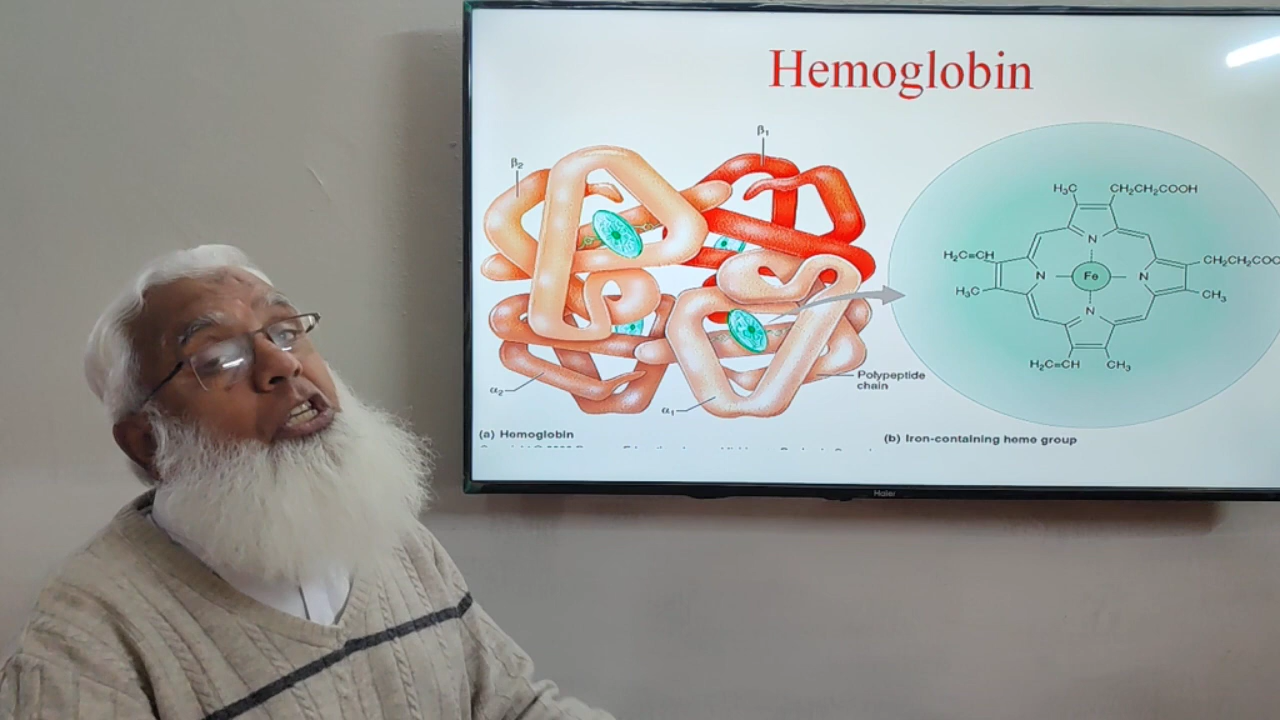 Hemoglobin
β₁
β₂
α₂
α₁
Polypeptide
chain
(a) Hemoglobin
H₃C
CH₂CH₂COOH
H₂C=CH
CH₂CH₂COO
N
N
Fe
N
H₃C
CH₃
N
H₂C=CH
CH₃
(b) Iron-containing heme group
Haier